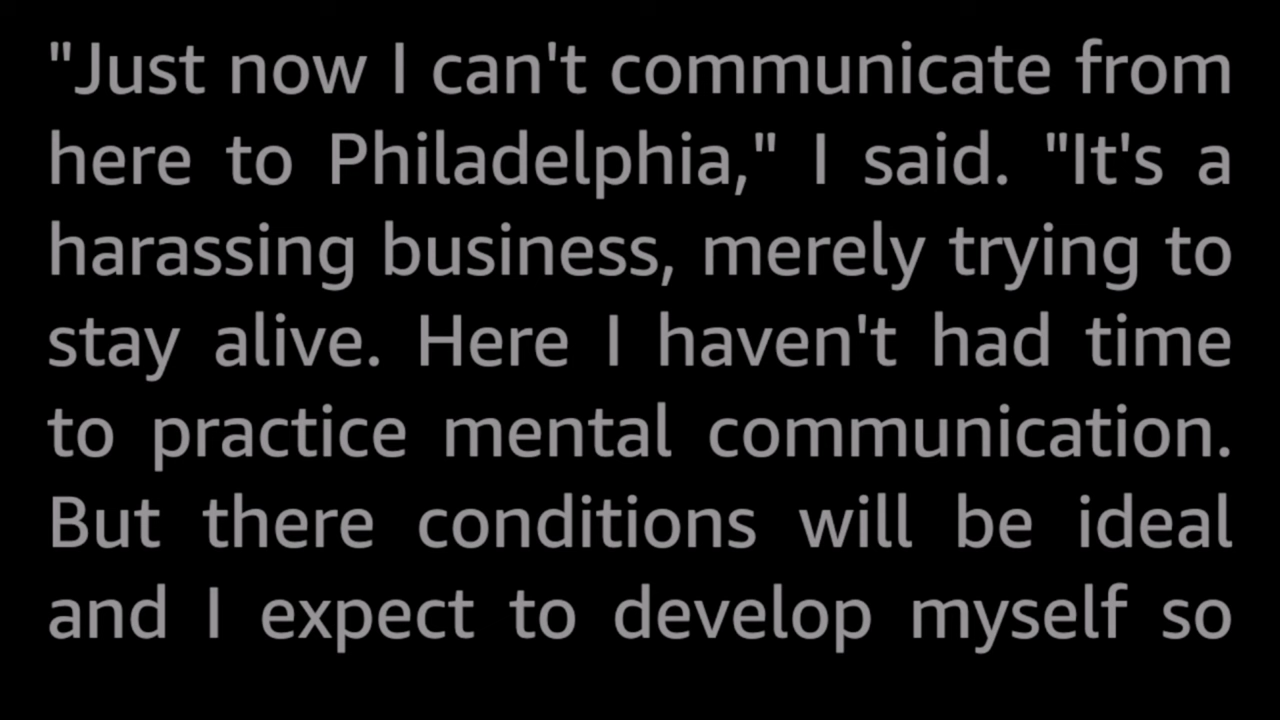 "Just now I can't communicate from
here to Philadelphia," I said. "It's a
harassing business, merely trying to
stay alive. Here I haven't had time
to practice mental communication.
But there conditions will be ideal
and I expect to develop myself so